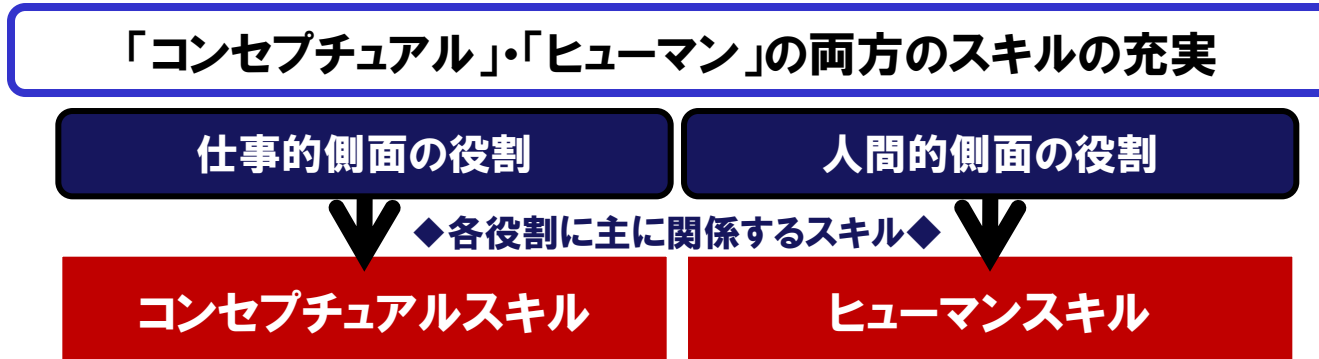 「コンセプチュアル」・「ヒューマン」の両方のスキルの充実
仕事的側面の役割
人間的側面の役割
◆各役割に主に関係するスキル◆
コンセプチュアルスキル
ヒューマンスキル